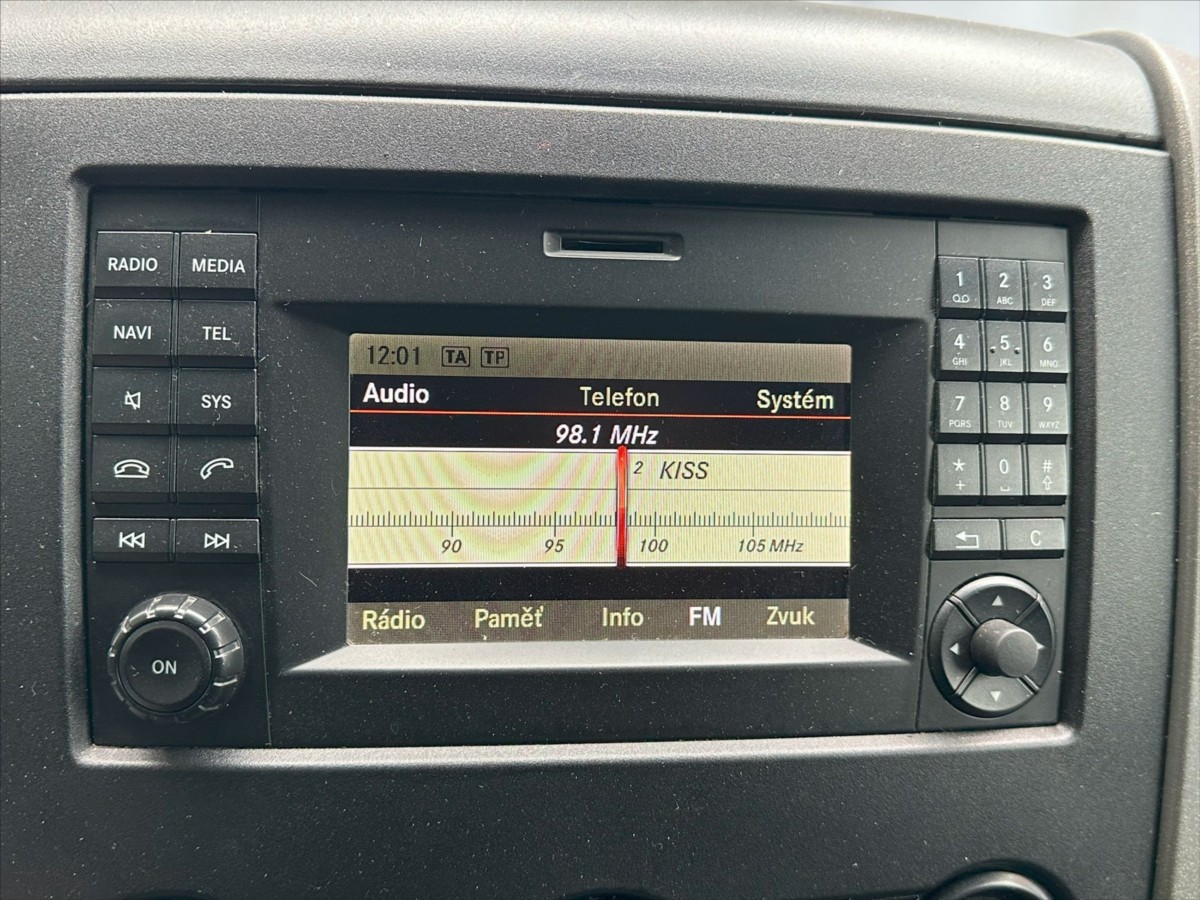 RADIO MEDIA
NAVI TEL
SYS
ON
12:01 TA TP
Audio Telefon Systém
98.1 MHz
2 KISS
90 95 100 105 MHz
Rádio Paměť Info FM Zvuk
1 2 3
ABC DEF
4 5 6
GHI JKL MNO
7 8 9
PQRS TUV WXYZ
* 0 #
+
C